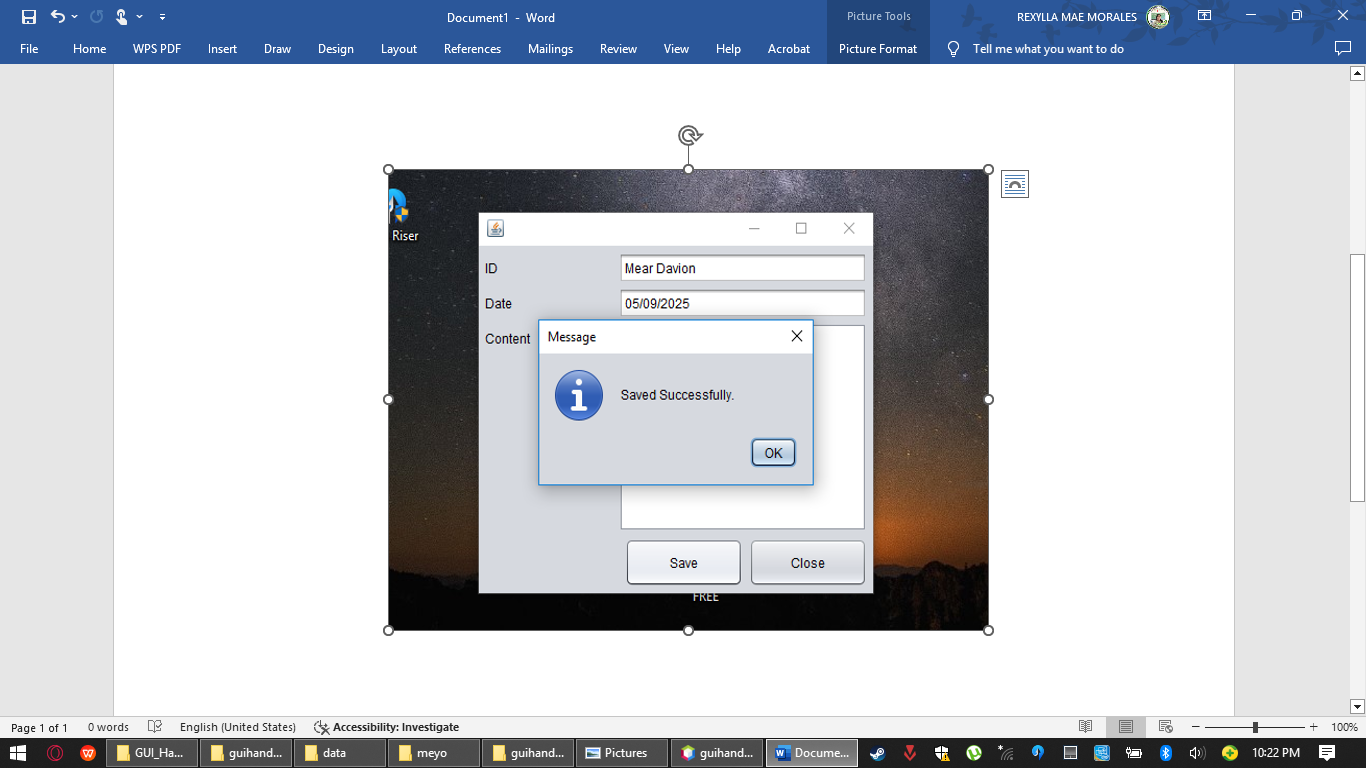 Document1 - Word
Picture Tools
REXYLLA MAE MORALES
File Home WPS PDF Insert Draw Design Layout References Mailings Review View Help Acrobat Picture Format Tell me what you want to do
Riser
ID Mear Davion
Date 05/09/2025
Content
Message
Saved Successfully.
OK
Save Close
FREE
Page 1 of 1 0 words English (United States) Accessibility: Investigate 100%
GUI_Ha... guihand... data meyo guihand... Pictures guihand... Docume... 10:22 PM